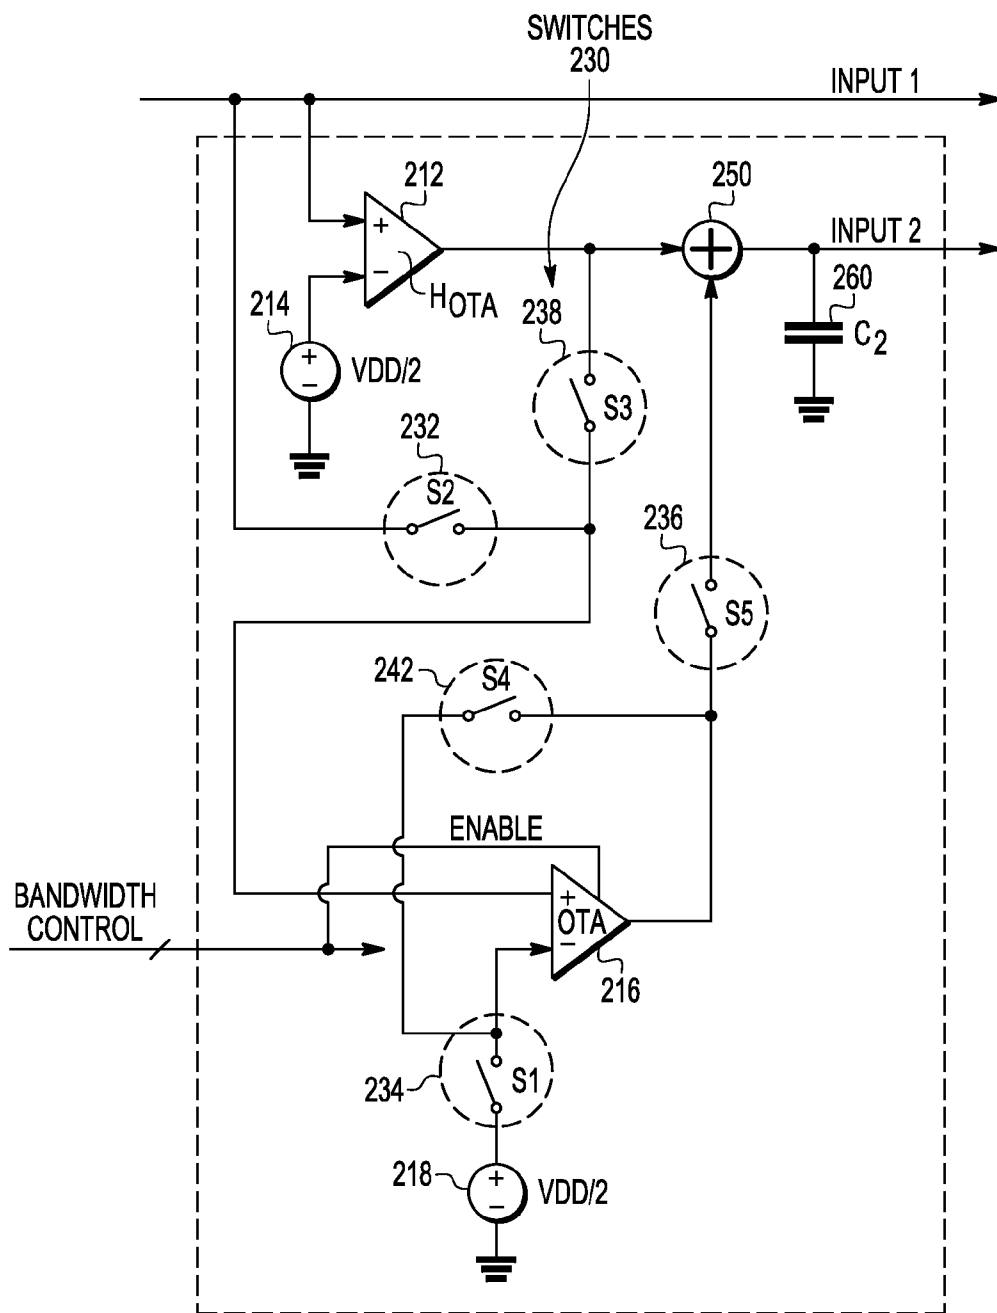 SWITCHES
230
INPUT 1
212
250
+
−
HOTA
INPUT 2
214
+
−
VDD/2
238
260
C2
S3
232
S2
236
S5
242
S4
ENABLE
BANDWIDTH
CONTROL
+
OTA
−
216
234
S1
218
+
−
VDD/2